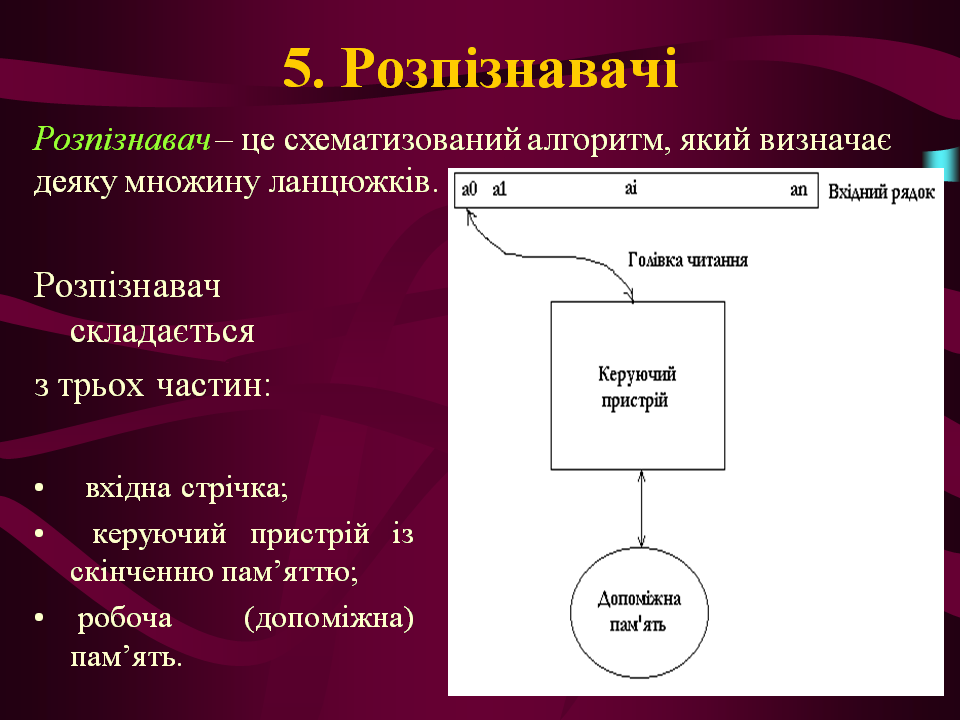 5. Розпізнавачі
Розпізнавач – це схематизований алгоритм, який визначає
деяку множину ланцюжків.
Розпізнавач
складається
з трьох частин:
• вхідна стрічка;
• керуючий пристрій із
скінченню пам’яттю;
• робоча (допоміжна)
пам’ять.
a0 a1 ai an Вхідний рядок
Голівка читання
Керуючий
пристрій
Допоміжна
пам'ять